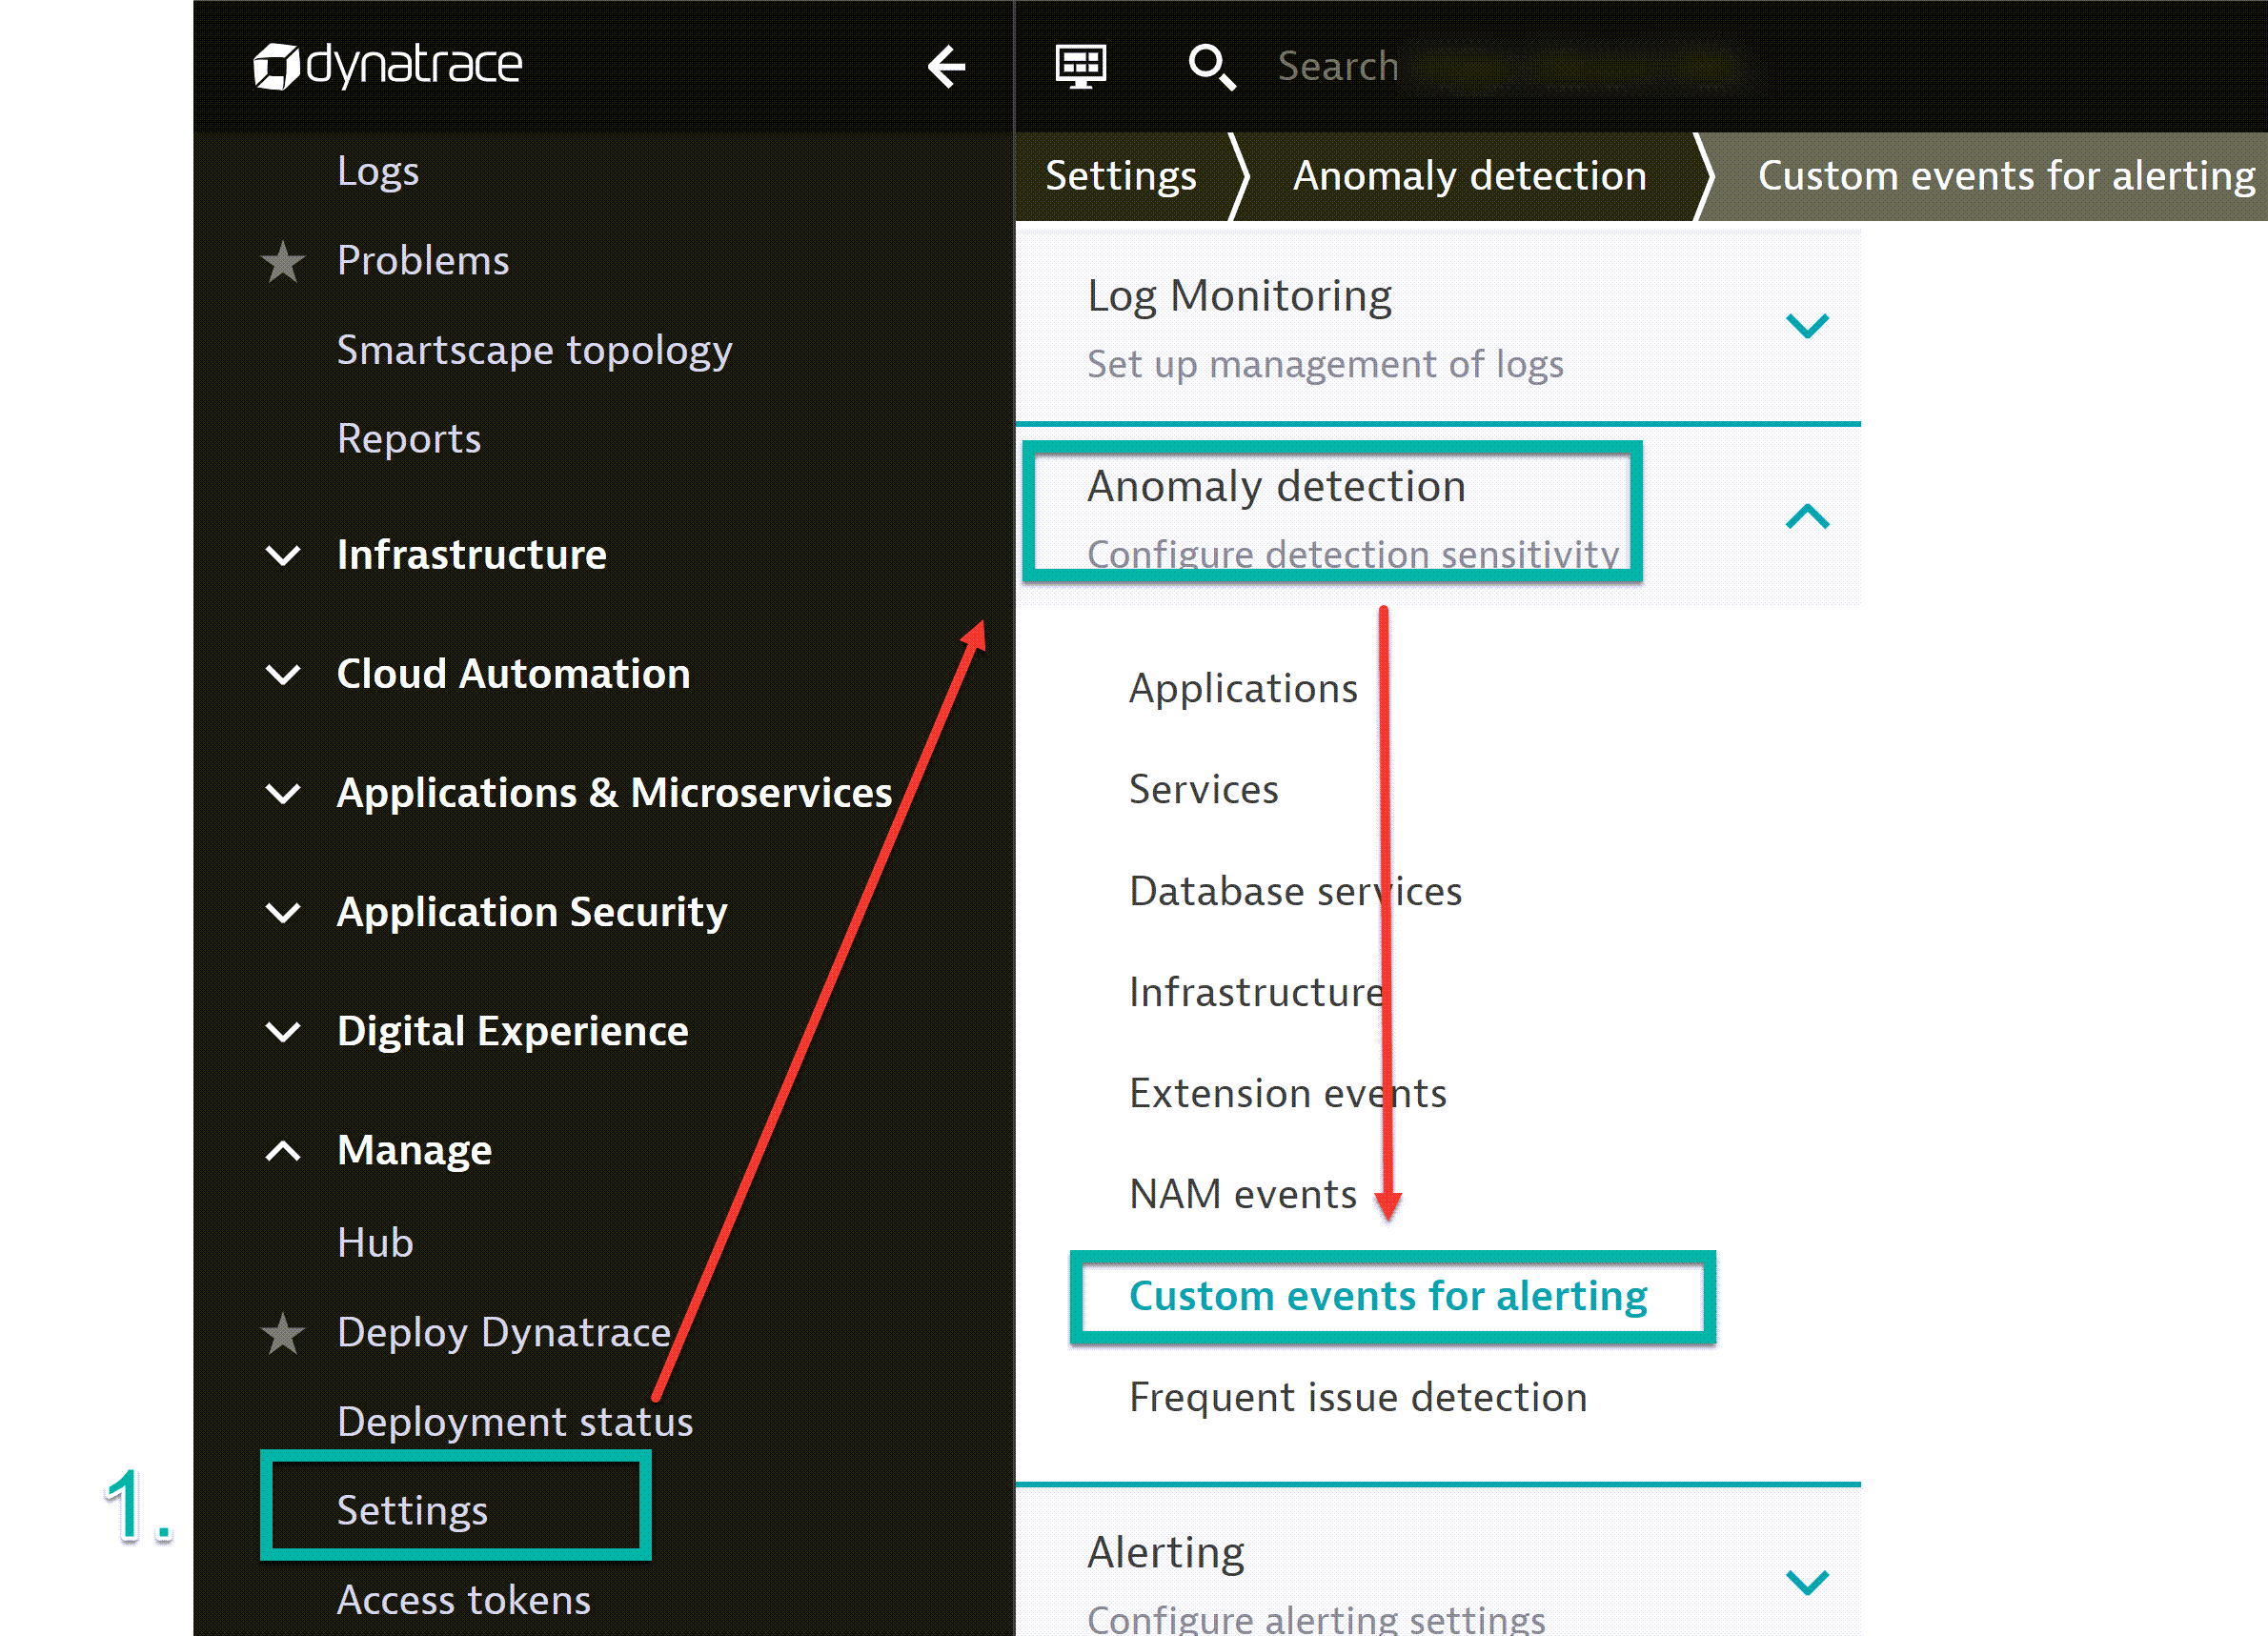 dynatrace
Search
Logs
Problems
Smartscape topology
Reports
Infrastructure
Cloud Automation
Applications & Microservices
Application Security
Digital Experience
Manage
Hub
Deploy Dynatrace
Deployment status
1.
Settings
Access tokens
Settings
Anomaly detection
Custom events for alerting
Log Monitoring
Set up management of logs
Anomaly detection
Configure detection sensitivity
Applications
Services
Database services
Infrastructure
Extension events
NAM events
Custom events for alerting
Frequent issue detection
Alerting
Configure alerting settings